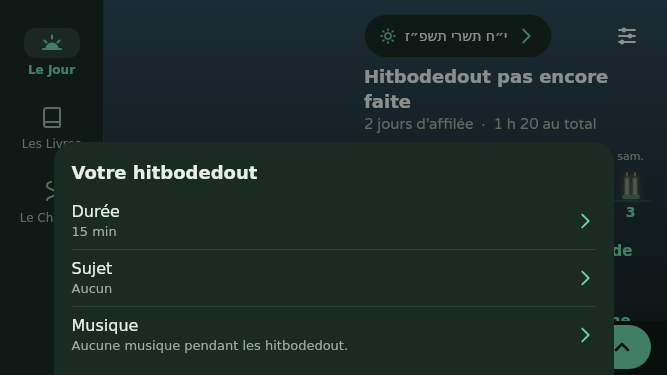 י״ח תשרי תשפ״ז
Le Jour
Hitbodedout pas encore
faite
2 jours d'affilée · 1 h 20 au total
Les Livres
sam.
3
Le Ch
de
Votre hitbodedout
Durée
15 min
Sujet
Aucun
Musique
Aucune musique pendant les hitbodedout.